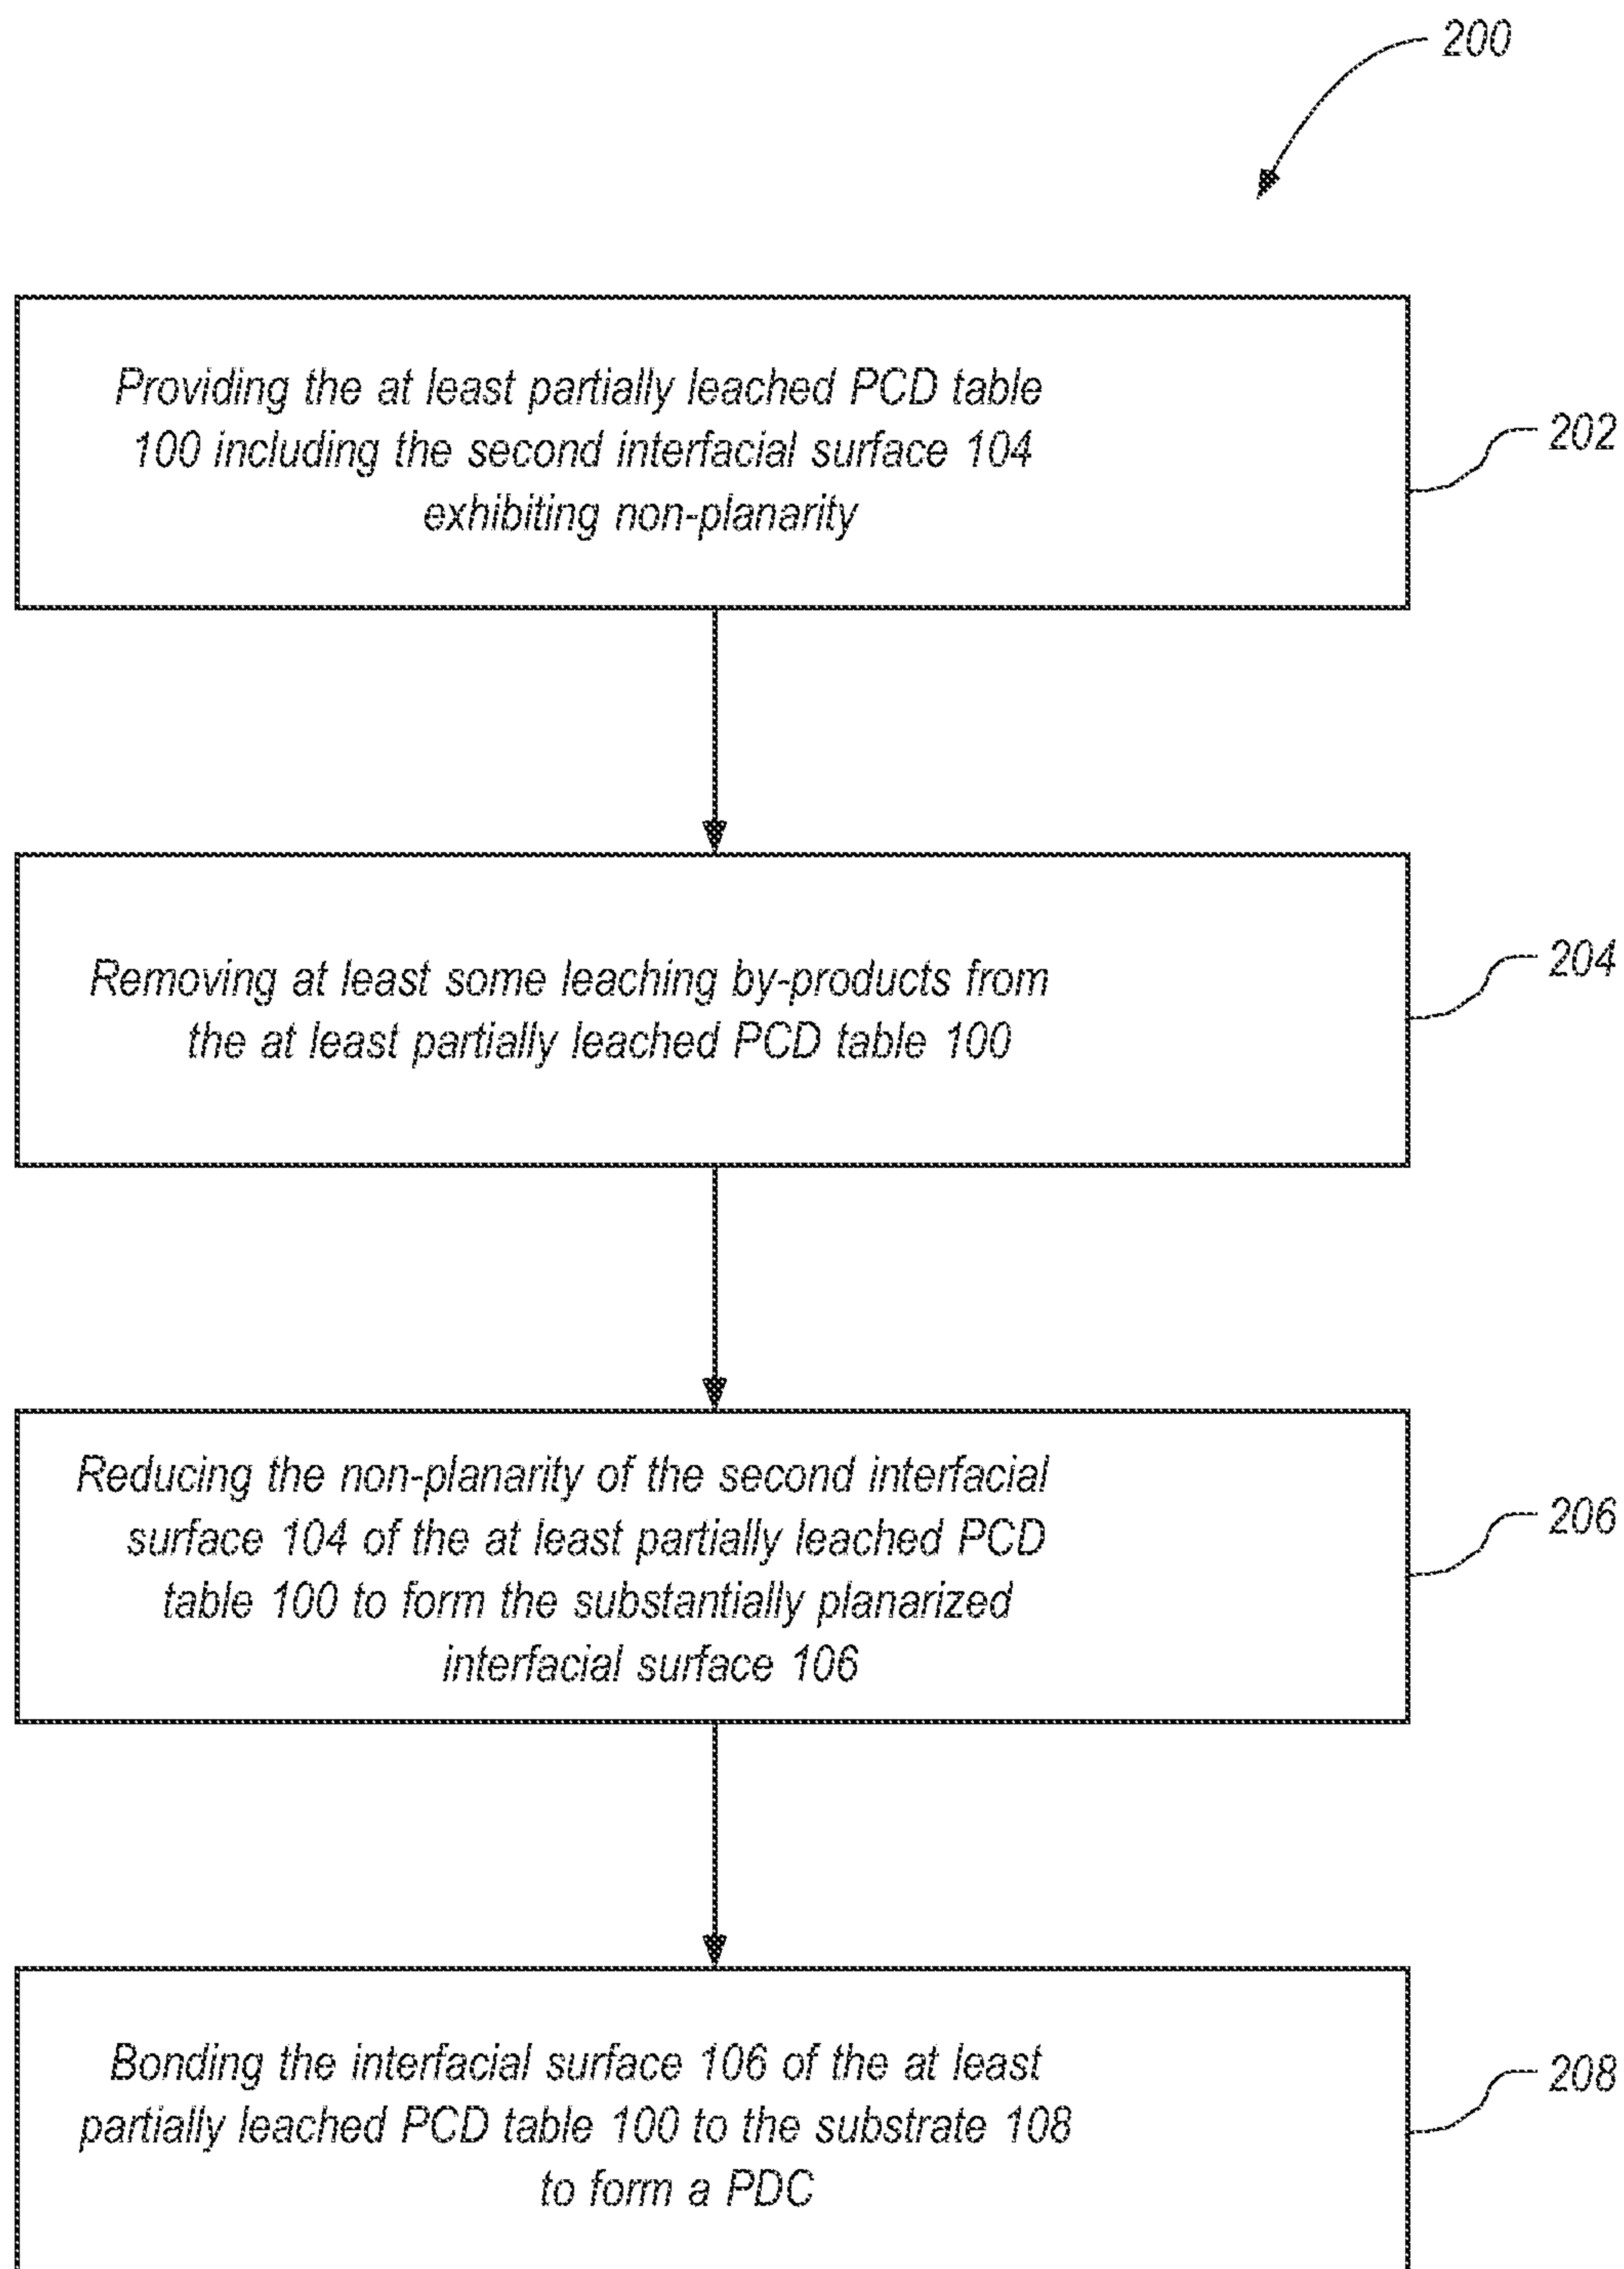 200
Providing the at least partially leached PCD table
100 including the second interfacial surface 104
exhibiting non-planarity
202
Removing at least some leaching by-products from
the at least partially leached PCD table 100
204
Reducing the non-planarity of the second interfacial
surface 104 of the at least partially leached PCD
table 100 to form the substantially planarized
interfacial surface 106
206
Bonding the interfacial surface 106 of the at least
partially leached PCD table 100 to the substrate 108
to form a PDC
208